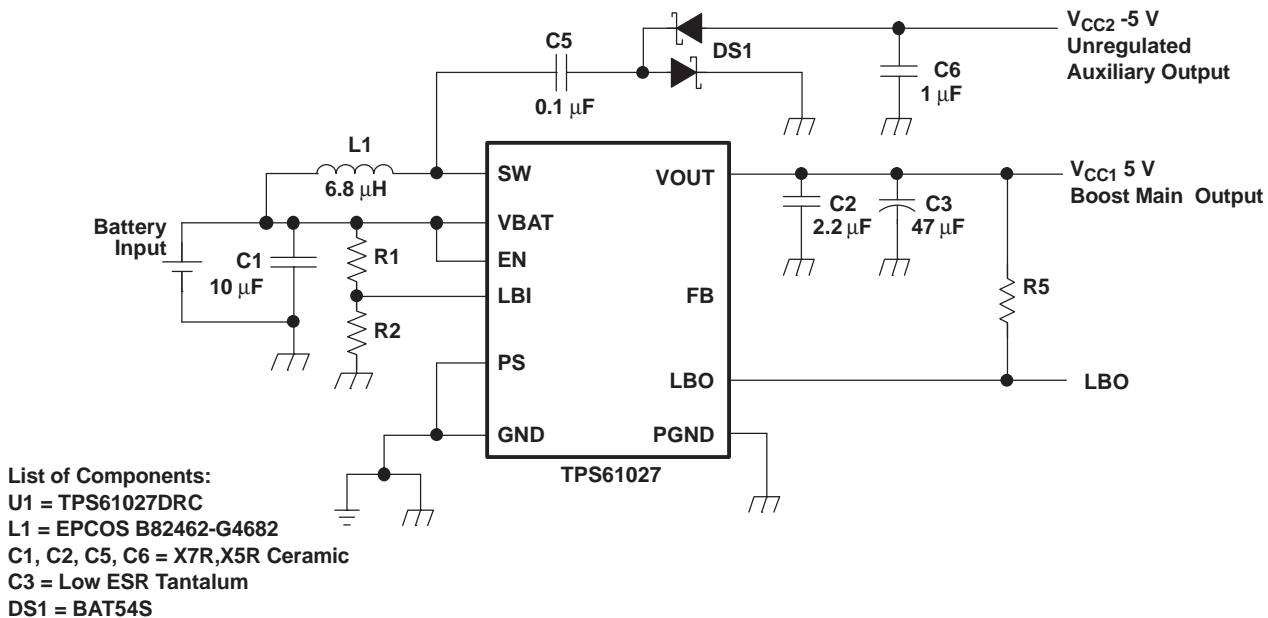 V_CC2 -5 V
Unregulated
Auxiliary Output
C5
0.1 μF
DS1
C6
1 μF
L1
6.8 μH
SW
VOUT
V_CC1 5 V
Boost Main Output
C2
2.2 μF
C3
47 μF
Battery
Input
VBAT
C1
10 μF
R1
EN
LBI
FB
R5
R2
PS
LBO
LBO
GND
PGND
TPS61027
List of Components:
U1 = TPS61027DRC
L1 = EPCOS B82462-G4682
C1, C2, C5, C6 = X7R,X5R Ceramic
C3 = Low ESR Tantalum
DS1 = BAT54S